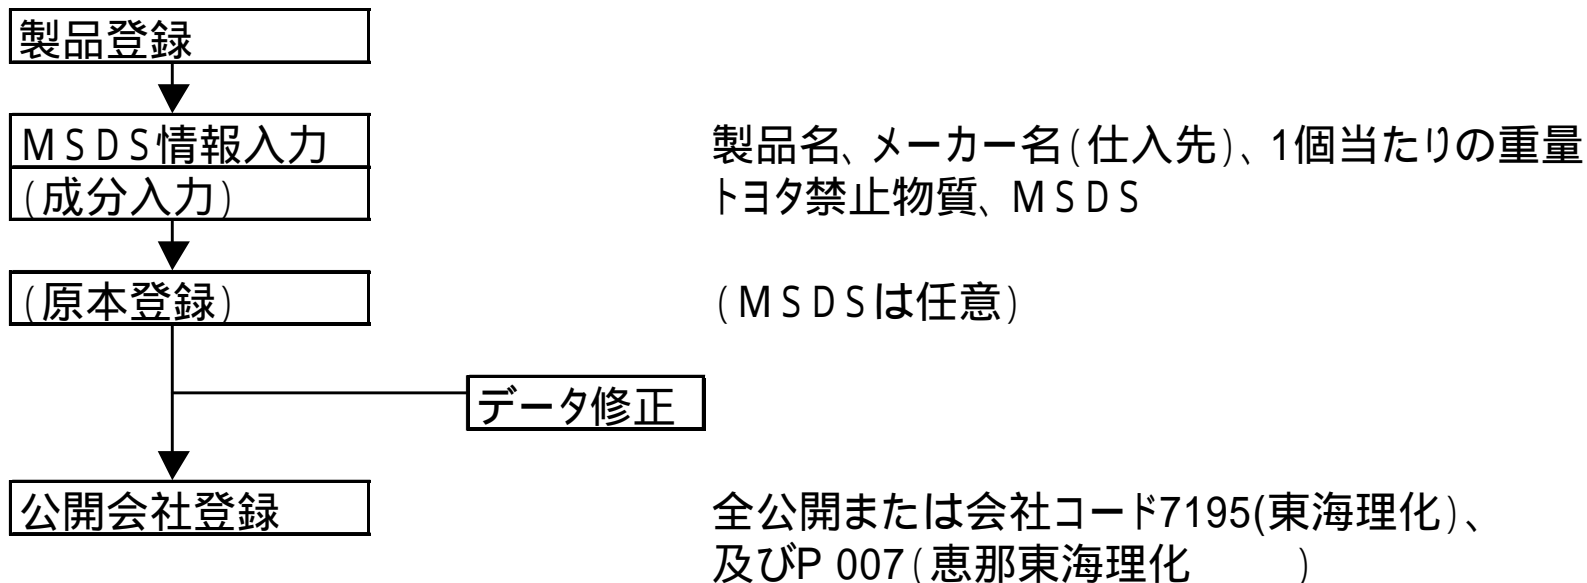 製品登録
MSDS情報入力
製品名、メーカー名(仕入先)、1個当たりの重量
(成分入力)
トヨタ禁止物質、MSDS
(原本登録)
(MSDSは任意)
データ修正
公開会社登録
全公開または会社コード7195(東海理化)、
及びP 007(恵那東海理化　　)